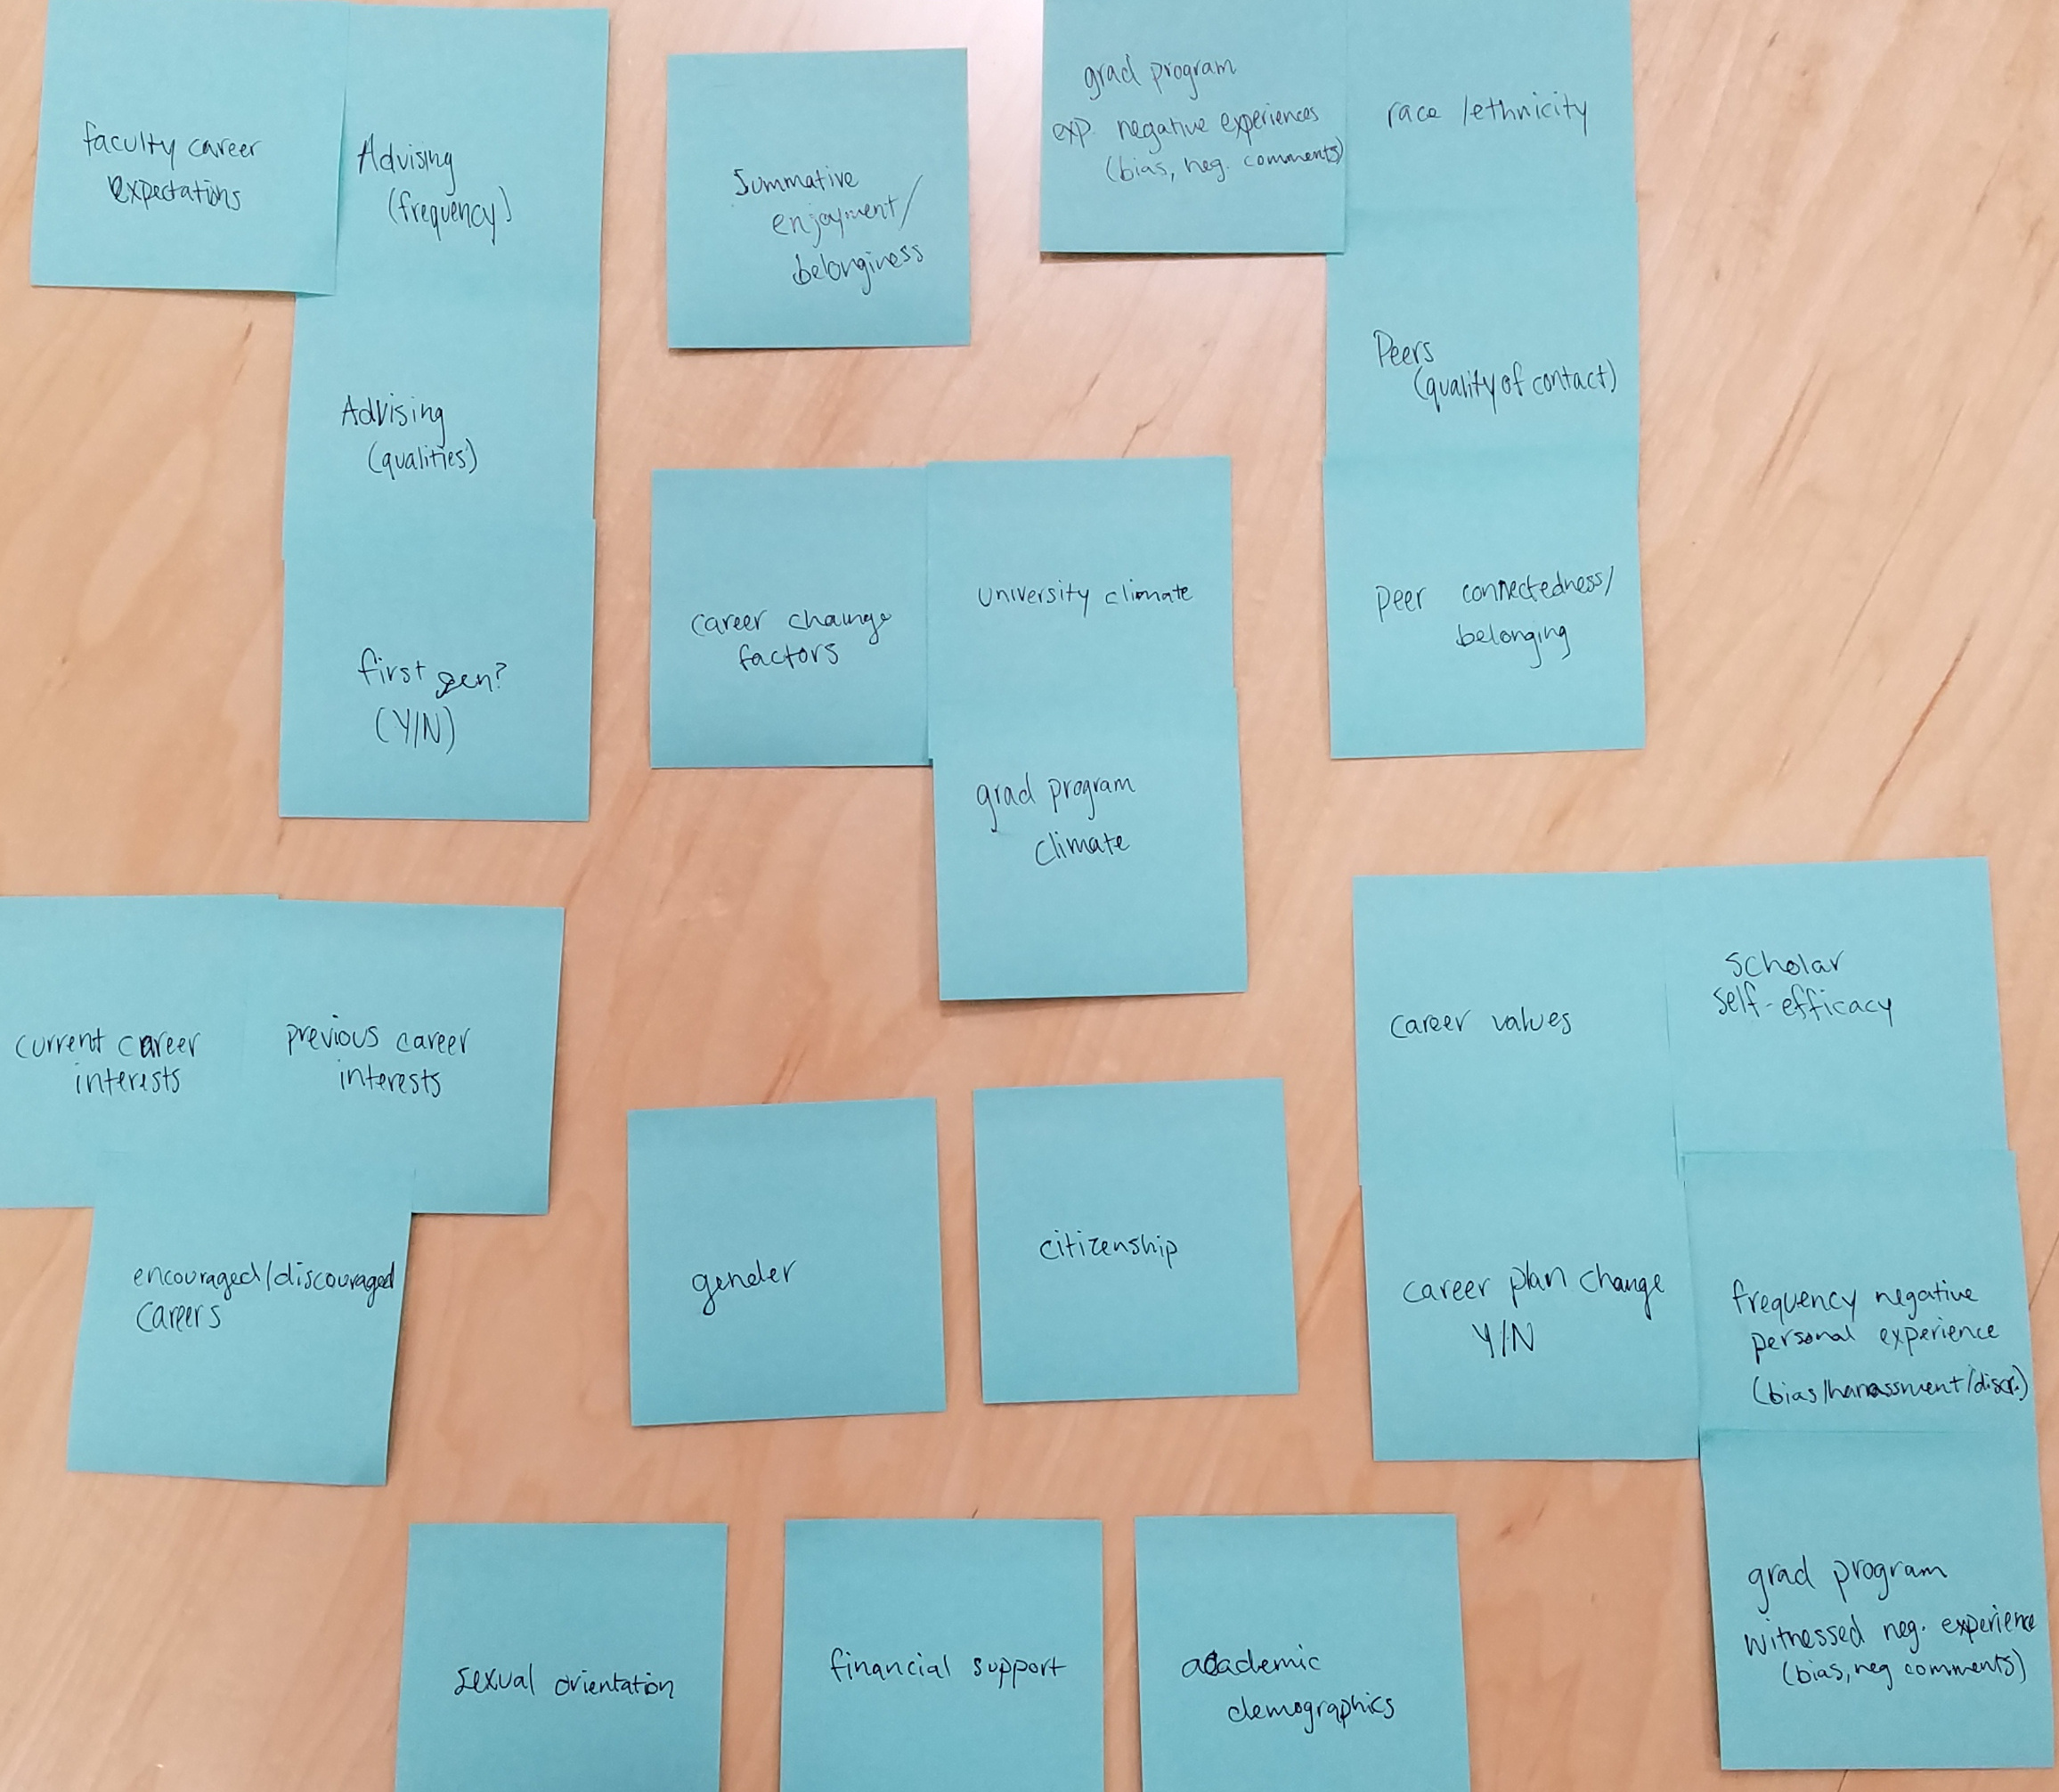 faculty career
expectations
Advising
(frequency)
Advising
(qualities)
first gen?
(Y/N)
Summative
enjoyment/
belonginess
grad program
exp. negative experiences
(bias, neg. comments)
race /ethnicity
Peers
(quality of contact)
peer connectedness/
belonging
career change
factors
university climate
grad program
climate
current career
interests
previous career
interests
encouraged/discouraged
careers
gender
citizenship
career values
scholar
self-efficacy
career plan change
Y/N
frequency negative
personal experience
(bias/harrassment/discr.)
grad program
witnessed neg. experience
(bias, neg comments)
sexual orientation
financial support
academic
demographics